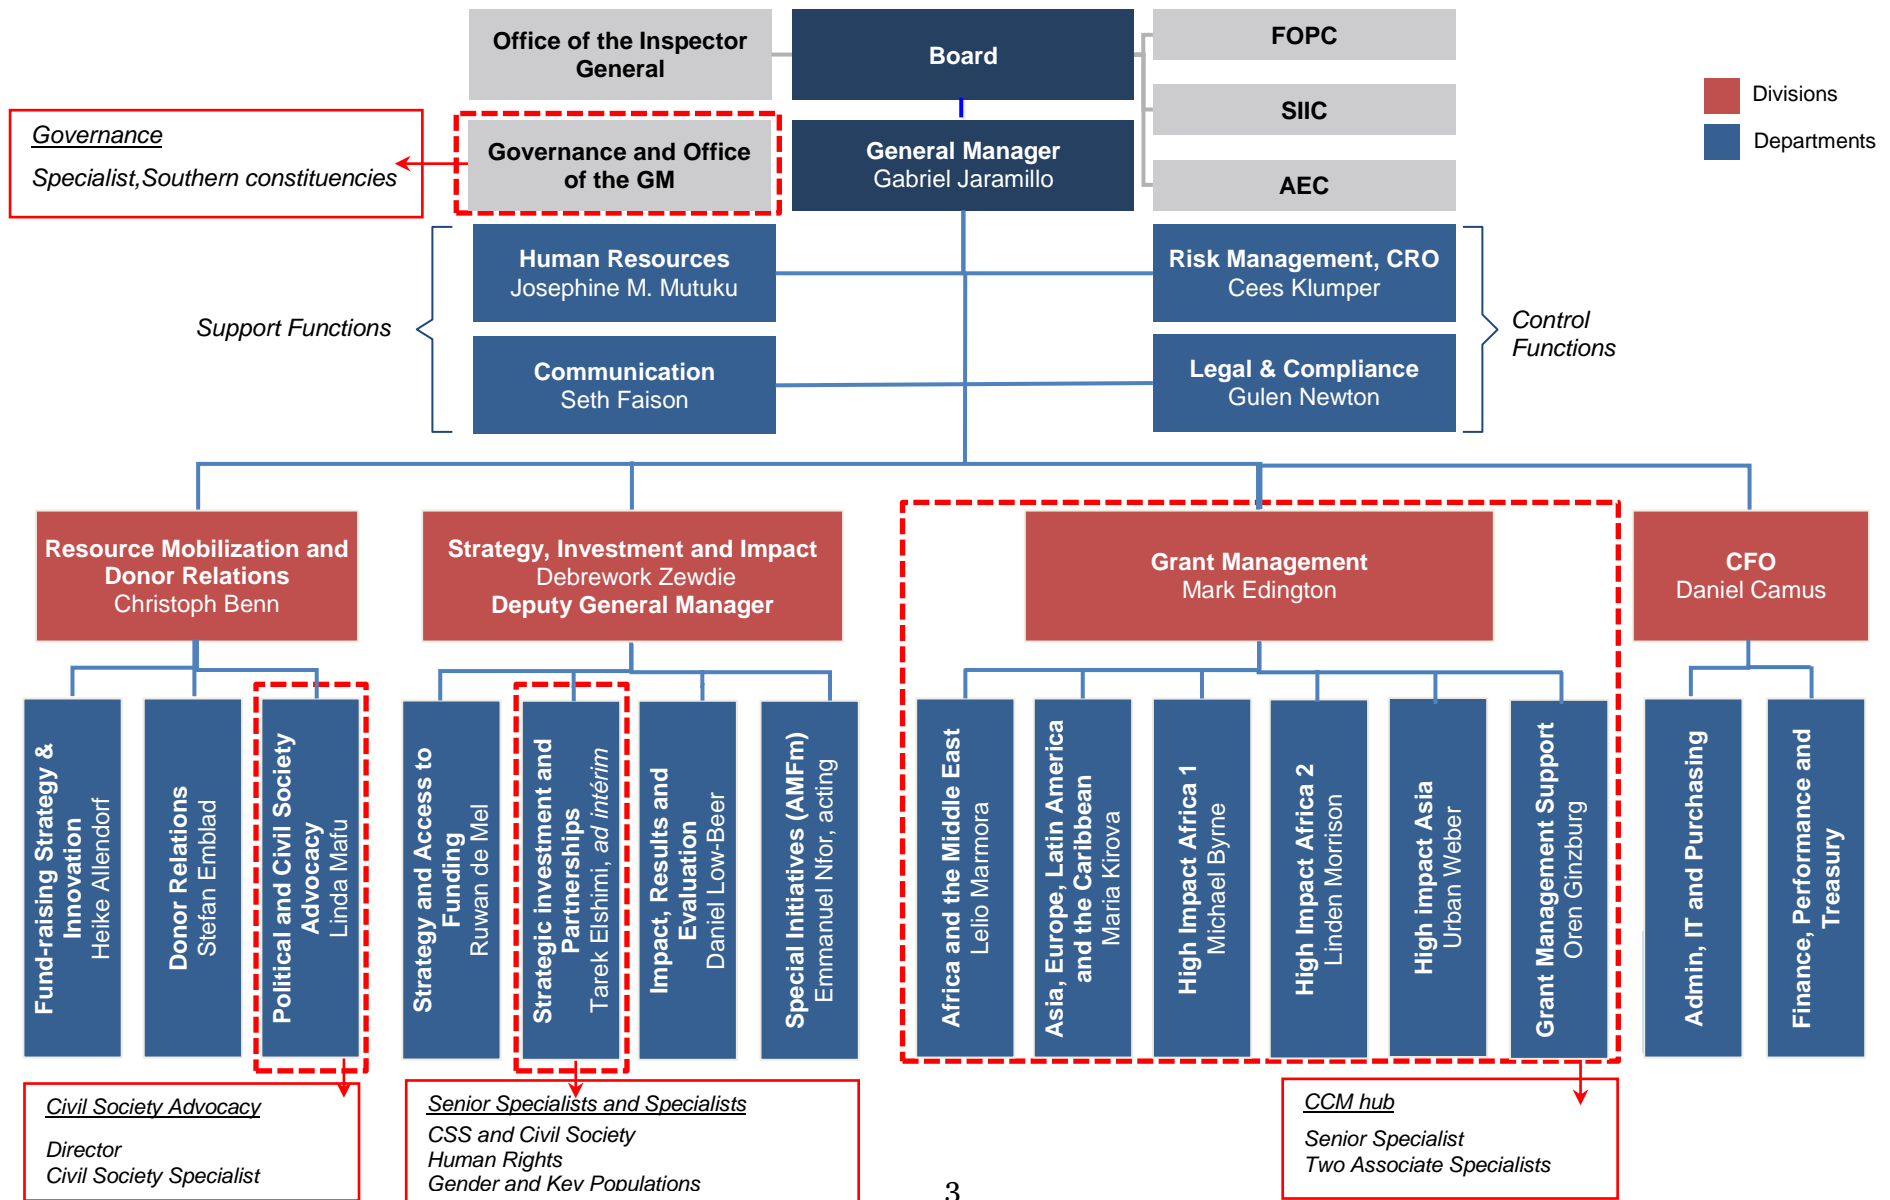 Office of the Inspector
General
Board
FOPC
SIIC
AEC
Divisions
Departments
Governance
Specialist,Southern constituencies
Governance and Office
of the GM
General Manager
Gabriel Jaramillo
Human Resources
Josephine M. Mutuku
Risk Management, CRO
Cees Klumper
Support Functions
Control
Functions
Communication
Seth Faison
Legal & Compliance
Gulen Newton
Resource Mobilization and
Donor Relations
Christoph Benn
Strategy, Investment and Impact
Debrework Zewdie
Deputy General Manager
Grant Management
Mark Edington
CFO
Daniel Camus
Fund-raising Strategy &
Innovation
Heike Allendorf
Donor Relations
Stefan Emblad
Political and Civil Society
Advocacy
Linda Mafu
Strategy and Access to
Funding
Ruwan de Mel
Strategic investment and
Partnerships
Tarek Elshimi, ad intérim
Impact, Results and
Evaluation
Daniel Low-Beer
Special Initiatives (AMFm)
Emmanuel Nfor, acting
Africa and the Middle East
Lelio Marmora
Asia, Europe, Latin America
and the Caribbean
Maria Kirova
High Impact Africa 1
Michael Byrne
High Impact Africa 2
Linden Morrison
High impact Asia
Urban Weber
Grant Management Support
Oren Ginzburg
Admin, IT and Purchasing
Finance, Performance and
Treasury
Civil Society Advocacy
Director
Civil Society Specialist
Senior Specialists and Specialists
CSS and Civil Society
Human Rights
Gender and Key Populations
CCM hub
Senior Specialist
Two Associate Specialists
3